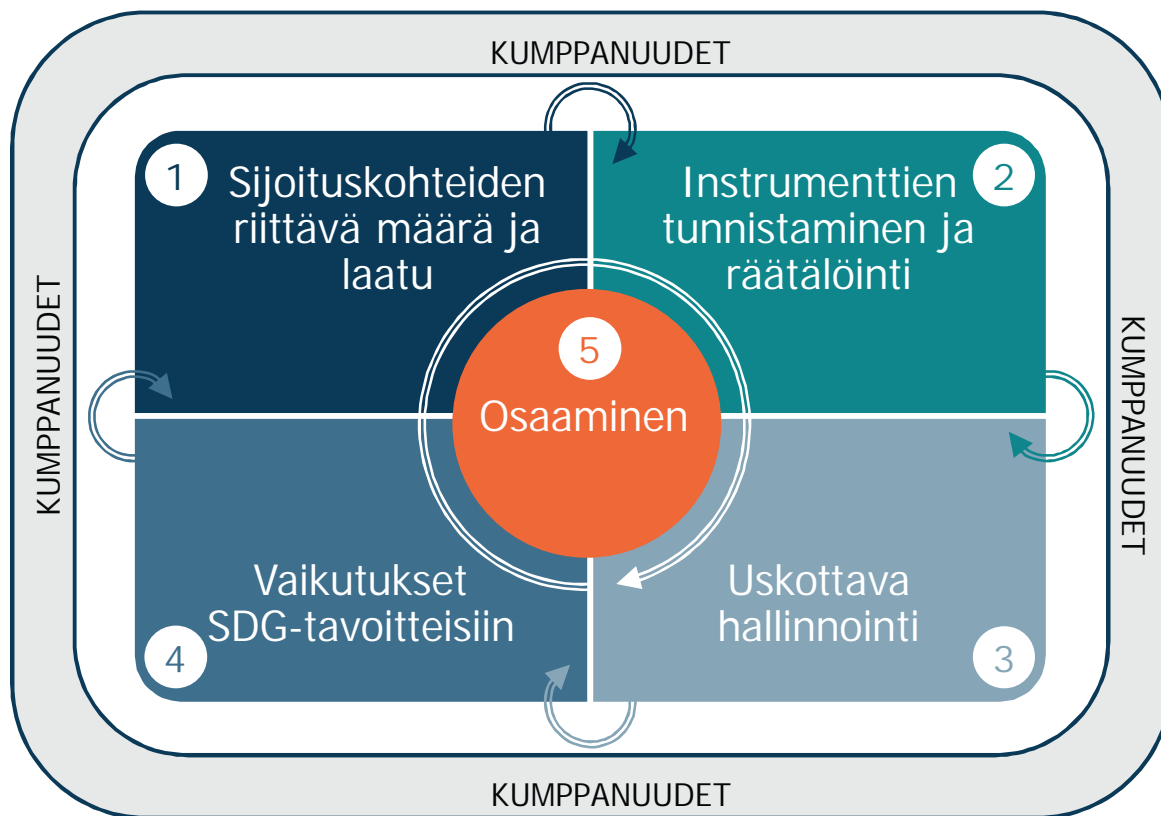 KUMPPANUUDET
1
Sijoituskohteiden
riittävä määrä ja
laatu
2
Instrumenttien
tunnistaminen ja
räätälöinti
KUMPPANUUDET
KUMPPANUUDET
5
Osaaminen
4
Vaikutukset
SDG-tavoitteisiin
3
Uskottava
hallinnointi
KUMPPANUUDET